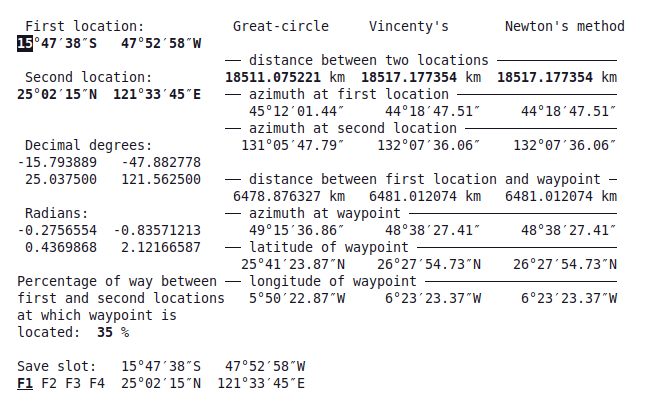 First location: Great-circle Vincenty's Newton's method
15°47′38″S 47°52′58″W
distance between two locations
Second location: 18511.075221 km 18517.177354 km 18517.177354 km
25°02′15″N 121°33′45″E azimuth at first location
45°12′01.44″ 44°18′47.51″ 44°18′47.51″
azimuth at second location
Decimal degrees: 131°05′47.79″ 132°07′36.06″ 132°07′36.06″
-15.793889 -47.882778
25.037500 121.562500 distance between first location and waypoint
6478.876327 km 6481.012074 km 6481.012074 km
Radians: azimuth at waypoint
-0.2756554 -0.83571213 49°15′36.86″ 48°38′27.41″ 48°38′27.41″
0.4369868 2.12166587 latitude of waypoint
25°41′23.87″N 26°27′54.73″N 26°27′54.73″N
Percentage of way between longitude of waypoint
first and second locations 5°50′22.87″W 6°23′23.37″W 6°23′23.37″W
at which waypoint is
located: 35 %
Save slot: 15°47′38″S 47°52′58″W
F1 F2 F3 F4 25°02′15″N 121°33′45″E